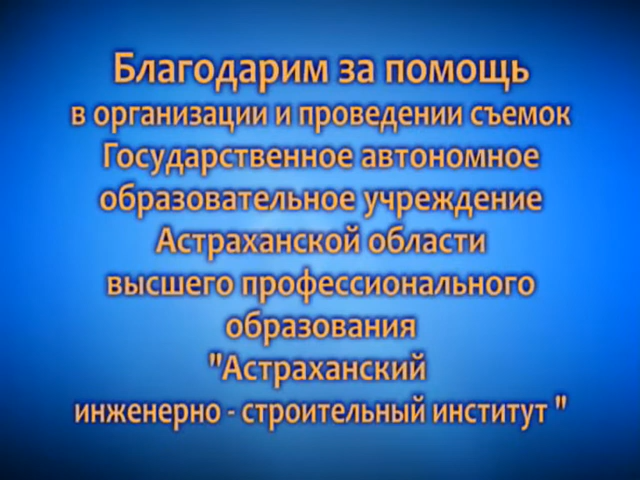 Благодарим за помощь
в организации и проведении съемок
Государственное автономное
образовательное учреждение
Астраханской области
высшего профессионального
образования
"Астраханский
инженерно - строительный институт "